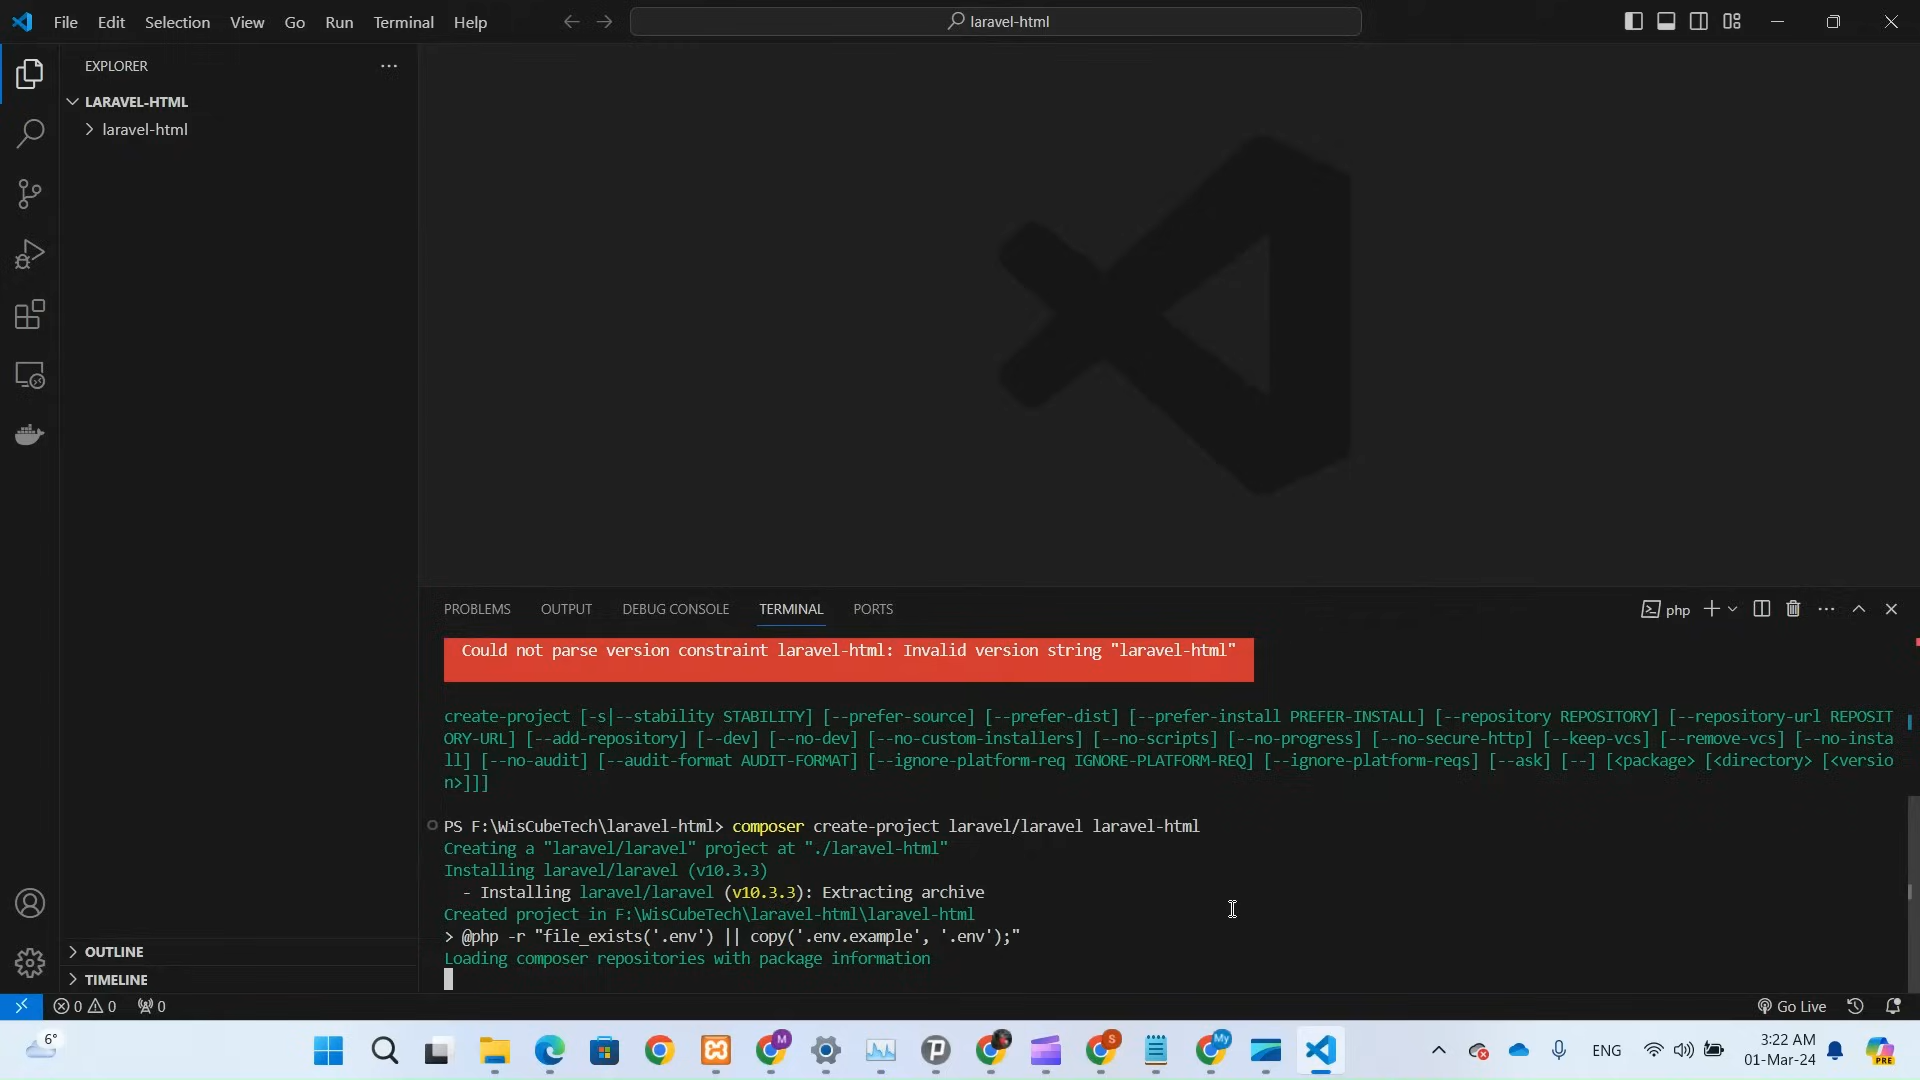 File Edit Selection View Go Run Terminal Help
laravel-html
EXPLORER
LARAVEL-HTML
laravel-html
OUTLINE
TIMELINE
PROBLEMS OUTPUT DEBUG CONSOLE TERMINAL PORTS
php
Could not parse version constraint laravel-html: Invalid version string "laravel-html"
create-project [-s|--stability STABILITY] [--prefer-source] [--prefer-dist] [--prefer-install PREFER-INSTALL] [--repository REPOSITORY] [--repository-url REPOSIT
ORY-URL] [--add-repository] [--dev] [--no-dev] [--no-custom-installers] [--no-scripts] [--no-progress] [--no-secure-http] [--keep-vcs] [--remove-vcs] [--no-insta
ll] [--no-audit] [--audit-format AUDIT-FORMAT] [--ignore-platform-req IGNORE-PLATFORM-REQ] [--ignore-platform-reqs] [--ask] [--] [<package> [<directory> [<versio
n>]]]
PS F:\WisCubeTech\laravel-html> composer create-project laravel/laravel laravel-html
Creating a "laravel/laravel" project at "./laravel-html"
Installing laravel/laravel (v10.3.3)
- Installing laravel/laravel (v10.3.3): Extracting archive
Created project in F:\WisCubeTech\laravel-html\laravel-html
> @php -r "file_exists('.env') || copy('.env.example', '.env');"
Loading composer repositories with package information
0 0 0
Go Live
6°
M
S
My
ENG
3:22 AM
01-Mar-24
PRE